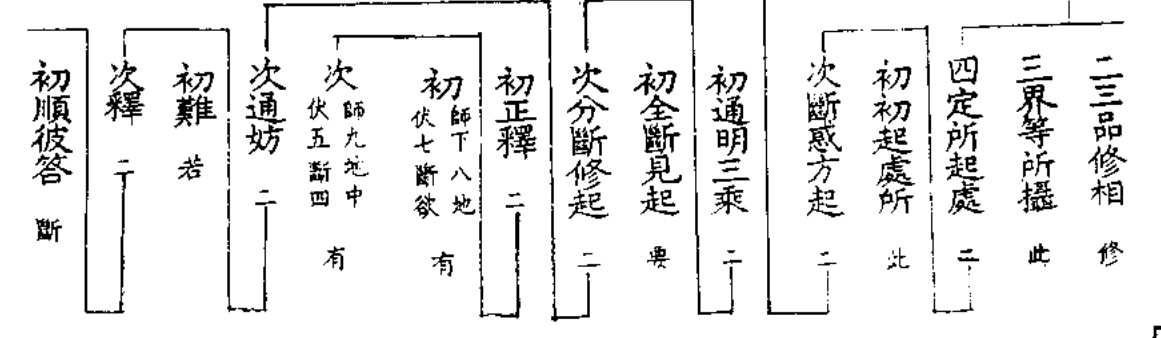 二三品修相 修
三界等所攝 此
四定所起處 二
初初起處所 此
次斷惑方起 二
初通明三乘 二
初全斷見起 要
次分斷修起 二
初正釋 二
初 師下八地 伏七斷欲 有
次 師九地中 伏五斷四 有
次通妨 二
初難 若
次釋 二
初順彼答 斷